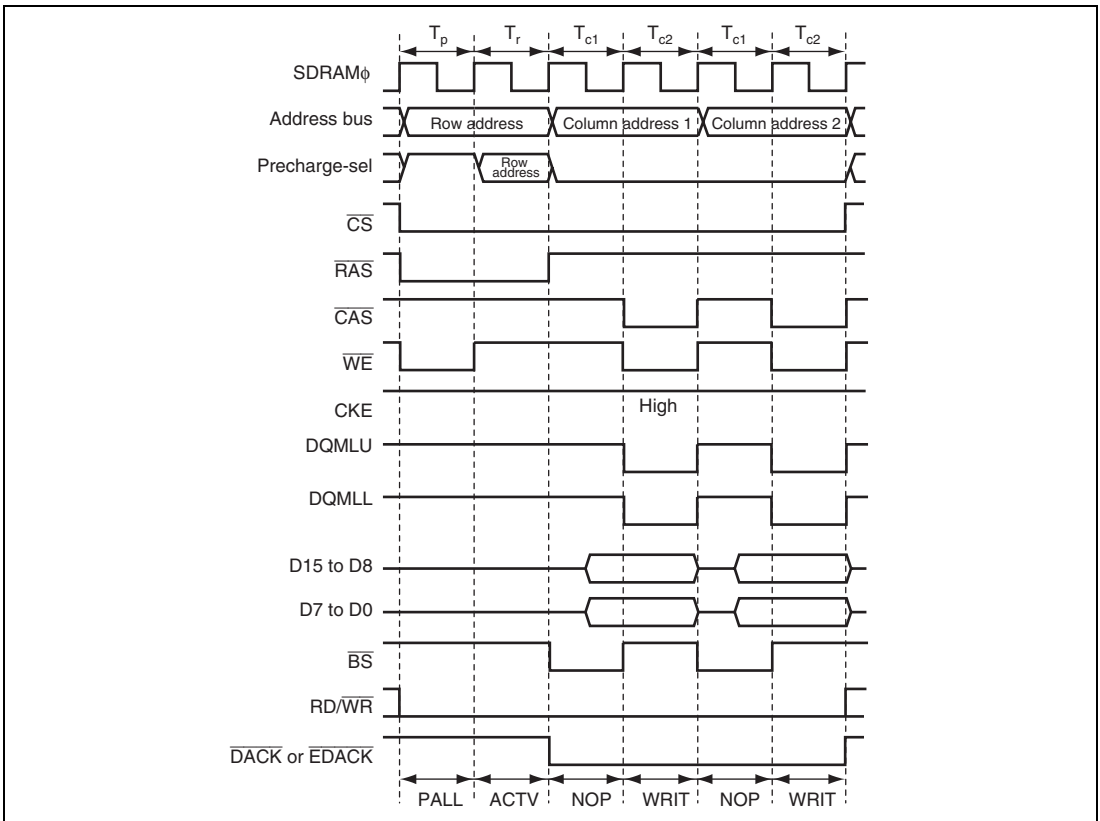 Tp Tr Tc1 Tc2 Tc1 Tc2
SDRAMφ
Address bus Row address Column address 1 Column address 2
Precharge-sel Row address
CS
RAS
CAS
WE
CKE High
DQMLU
DQMLL
D15 to D8
D7 to D0
BS
RD/WR
DACK or EDACK
PALL ACTV NOP WRIT NOP WRIT